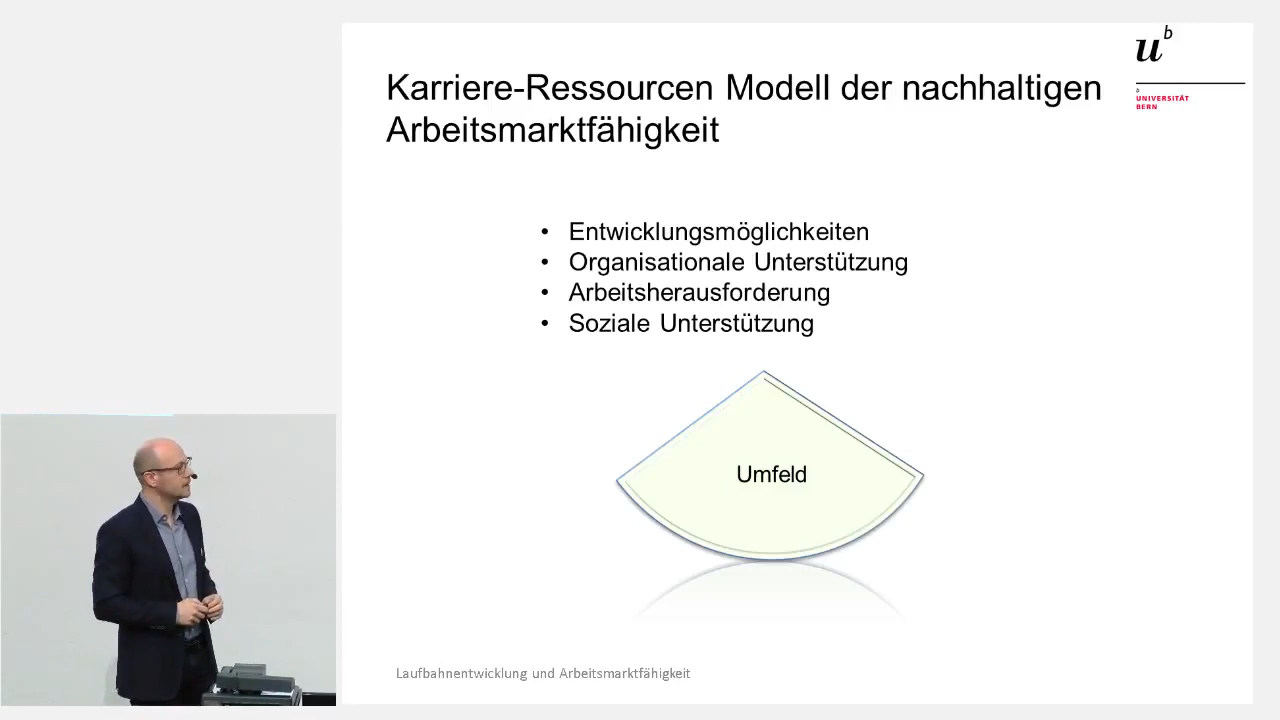 u b
Karriere-Ressourcen Modell der nachhaltigen
Arbeitsmarktfähigkeit
b
UNIVERSITÄT
BERN
• Entwicklungsmöglichkeiten
• Organisationale Unterstützung
• Arbeitsherausforderung
• Soziale Unterstützung
Umfeld
Laufbahnentwicklung und Arbeitsmarktfähigkeit